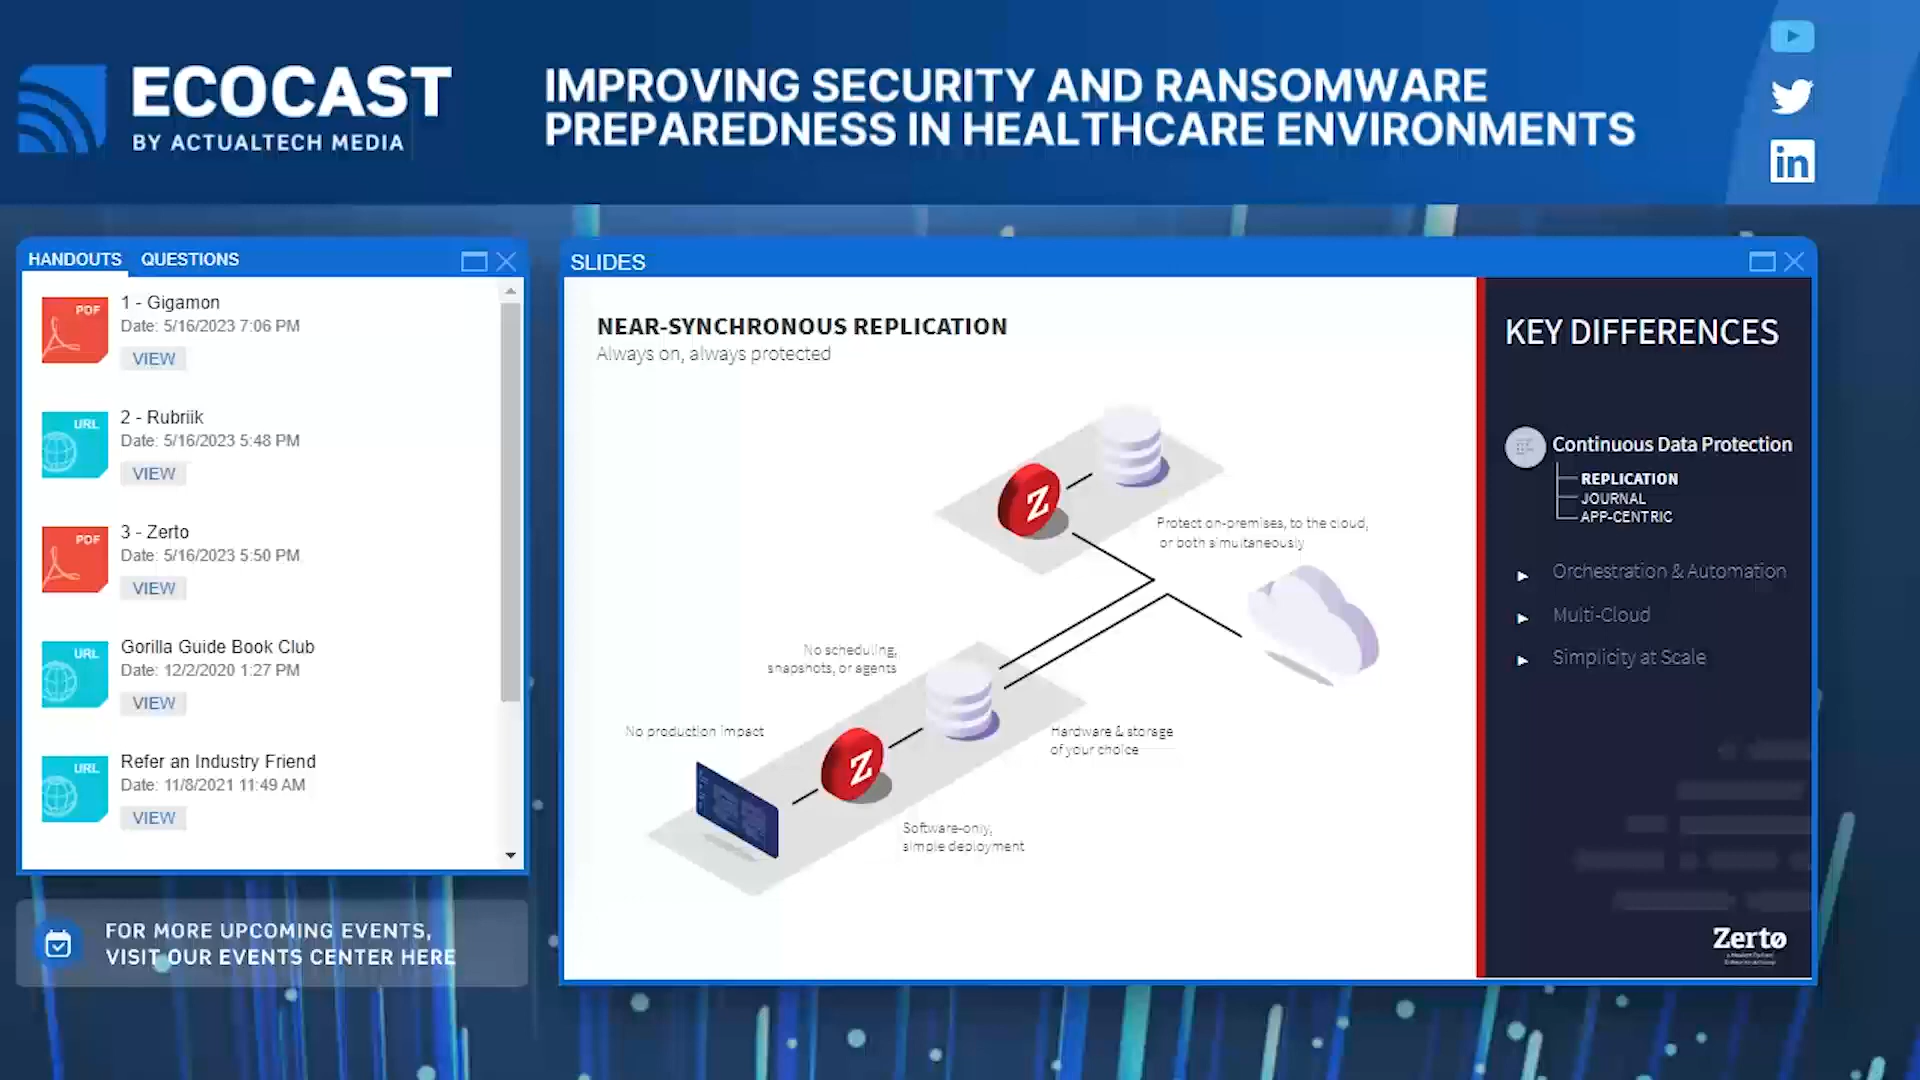 ECOCAST
BY ACTUALTECH MEDIA
IMPROVING SECURITY AND RANSOMWARE
PREPAREDNESS IN HEALTHCARE ENVIRONMENTS
in
HANDOUTS QUESTIONS
PDF
1 - Gigamon
Date: 5/16/2023 7:06 PM
VIEW
URL
2 - Rubriik
Date: 5/16/2023 5:48 PM
VIEW
PDF
3 - Zerto
Date: 5/16/2023 5:50 PM
VIEW
URL
Gorilla Guide Book Club
Date: 12/2/2020 1:27 PM
VIEW
URL
Refer an Industry Friend
Date: 11/8/2021 11:49 AM
VIEW
FOR MORE UPCOMING EVENTS,
VISIT OUR EVENTS CENTER HERE
SLIDES
NEAR-SYNCHRONOUS REPLICATION
Always on, always protected
Z
Protect on-premises, to the cloud,
or both simultaneously
No scheduling,
snapshots, or agents
No production impact
Hardware & storage
of your choice
Z
Software-only,
simple deployment
KEY DIFFERENCES
Continuous Data Protection
REPLICATION
JOURNAL
APP-CENTRIC
Orchestration & Automation
Multi-Cloud
Simplicity at Scale
Zertø